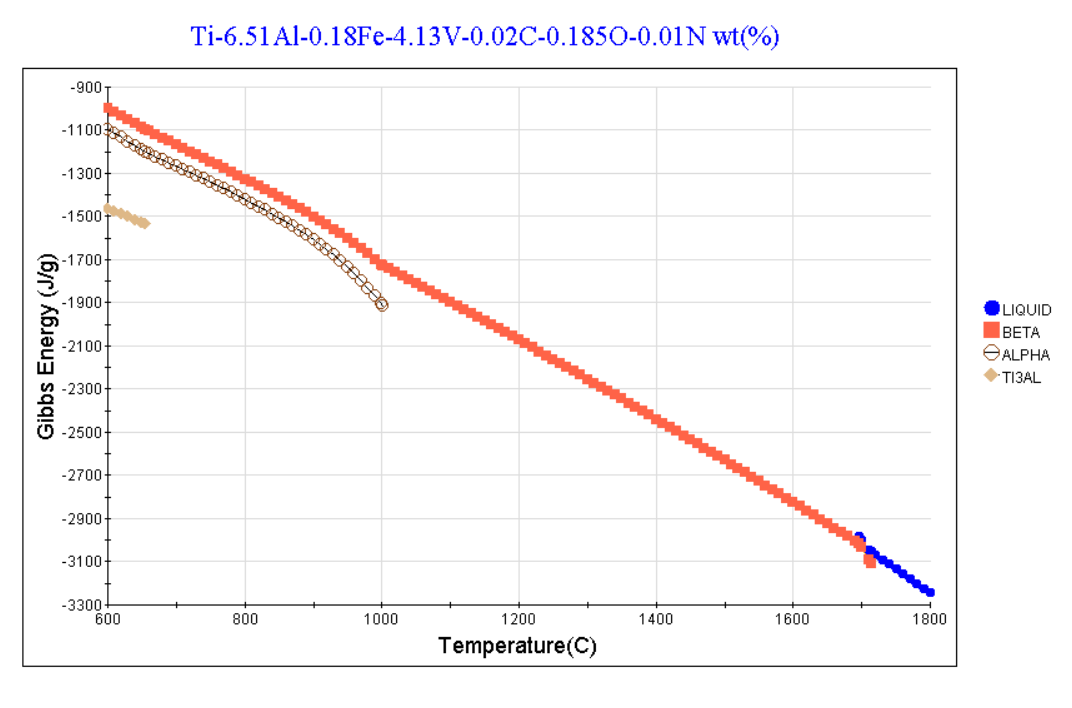 Ti-6.51Al-0.18Fe-4.13V-0.02C-0.185O-0.01N wt(%)
-900
-1100
-1300
-1500
-1700
-1900
-2100
-2300
-2500
-2700
-2900
-3100
-3300
Gibbs Energy (J/g)
600 800 1000 1200 1400 1600 1800
Temperature(C)
LIQUID
BETA
ALPHA
TI3AL